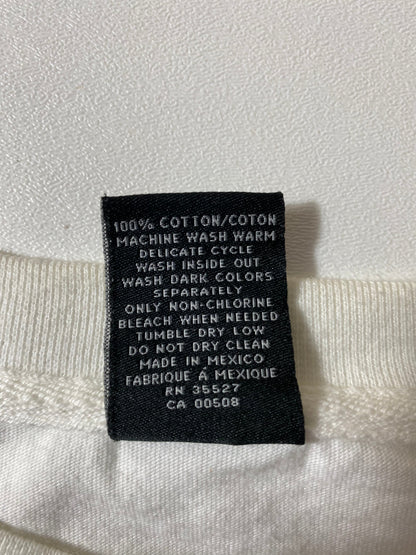 100% COTTON/COTON
MACHINE WASH WARM
DELICATE CYCLE
WASH INSIDE OUT
WASH DARK COLORS
SEPARATELY
ONLY NON-CHLORINE
BLEACH WHEN NEEDED
TUMBLE DRY LOW
DO NOT DRY CLEAN
MADE IN MEXICO
FABRIQUE Á MEXIQUE
RN 35527
CA 00508